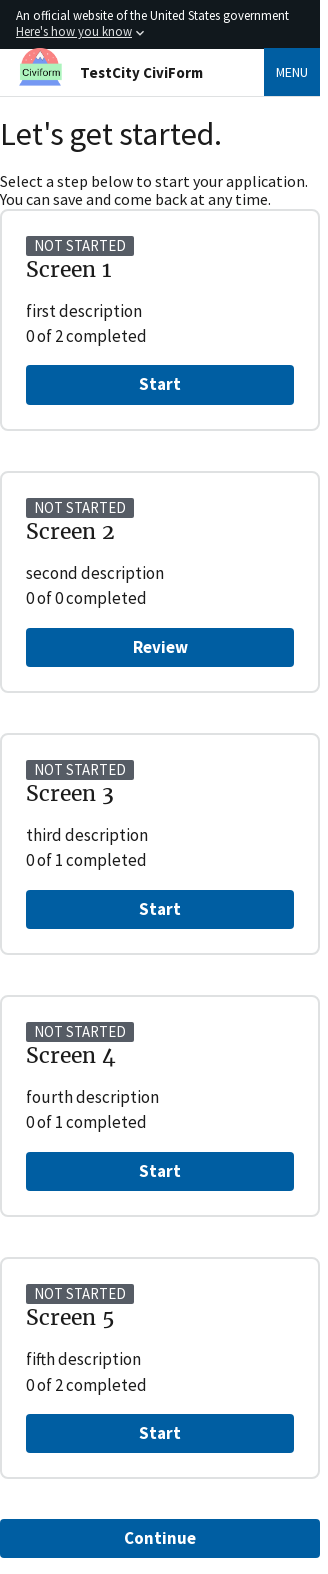 An official website of the United States government
Here's how you know
Civiform
TestCity CiviForm
MENU
Let's get started.
Select a step below to start your application.
You can save and come back at any time.
NOT STARTED
Screen 1
first description
0 of 2 completed
Start
NOT STARTED
Screen 2
second description
0 of 0 completed
Review
NOT STARTED
Screen 3
third description
0 of 1 completed
Start
NOT STARTED
Screen 4
fourth description
0 of 1 completed
Start
NOT STARTED
Screen 5
fifth description
0 of 2 completed
Start
Continue